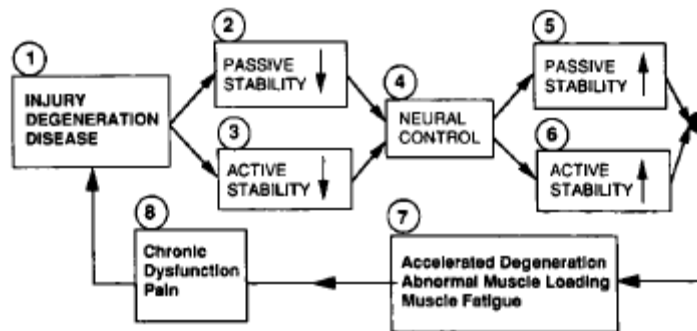 1
INJURY
DEGENERATION
DISEASE
2
PASSIVE
STABILITY
3
ACTIVE
STABILITY
4
NEURAL
CONTROL
5
PASSIVE
STABILITY
6
ACTIVE
STABILITY
7
Accelerated Degeneration
Abnormal Muscle Loading
Muscle Fatigue
8
Chronic
Dysfunction
Pain